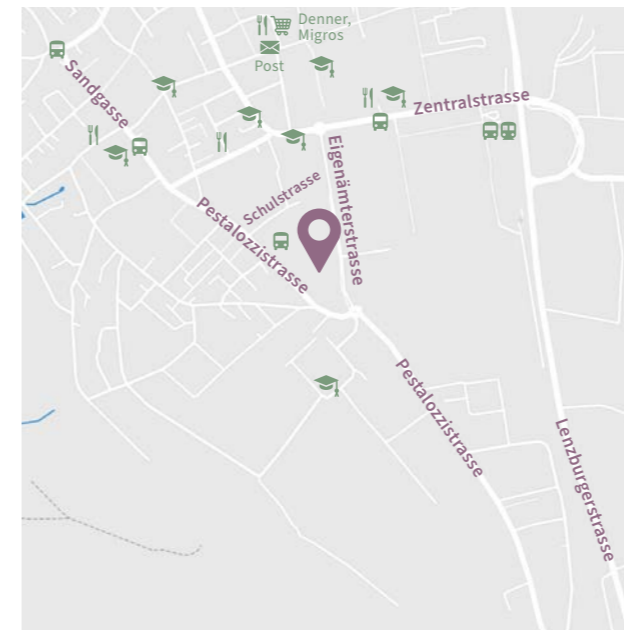 Denner,
Migros
Post
Sandgasse
Zentralstrasse
Schulstrasse
Eigenämterstrasse
Pestalozzistrasse
Pestalozzistrasse
Lenzburgerstrasse